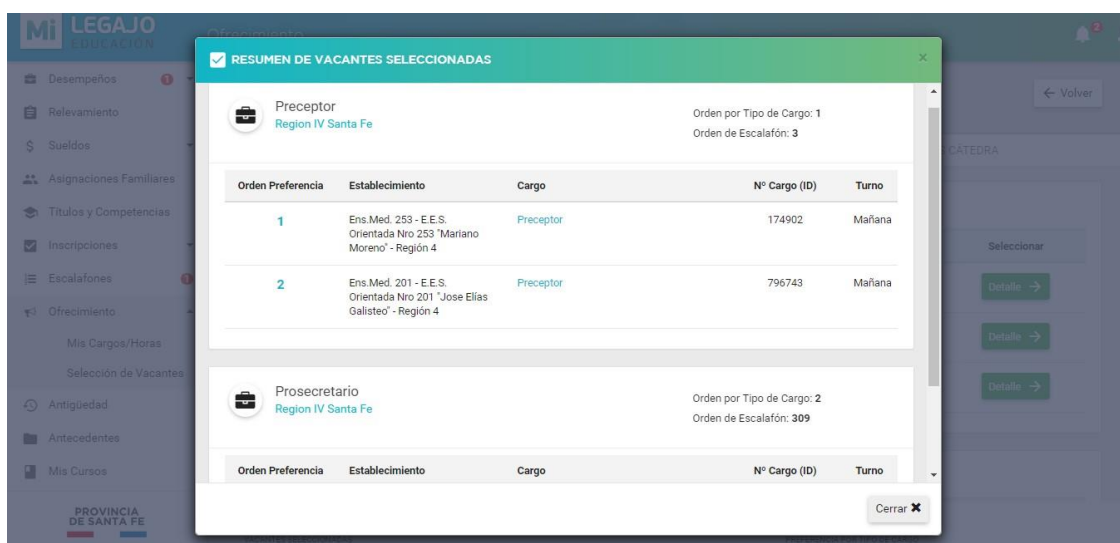 Mi LEGAJO
EDUCACIÓN
Ofrecimiento
2
RESUMEN DE VACANTES SELECCIONADAS
×
Desempeños 1
Relevamiento
Sueldos
Asignaciones Familiares
Títulos y Competencias
Inscripciones
Escalafones
Ofrecimiento
Mis Cargos/Horas
Selección de Vacantes
Antigüedad
Antecedentes
Mis Cursos
PROVINCIA
DE SANTA FE
← Volver
CATEDRA
Seleccionar
Detalle →
Detalle →
Detalle →
Preceptor
Region IV Santa Fe
Orden por Tipo de Cargo: 1
Orden de Escalafón: 3
Orden Preferencia Establecimiento Cargo Nº Cargo (ID) Turno
1 Ens.Med. 253 - E.E.S. Preceptor 174902 Mañana
Orientada Nro 253 "Mariano
Moreno" - Región 4
2 Ens.Med. 201 - E.E.S. Preceptor 796743 Mañana
Orientada Nro 201 "Jose Elías
Galisteo" - Región 4
Prosecretario
Region IV Santa Fe
Orden por Tipo de Cargo: 2
Orden de Escalafón: 309
Orden Preferencia Establecimiento Cargo Nº Cargo (ID) Turno
Cerrar ✖